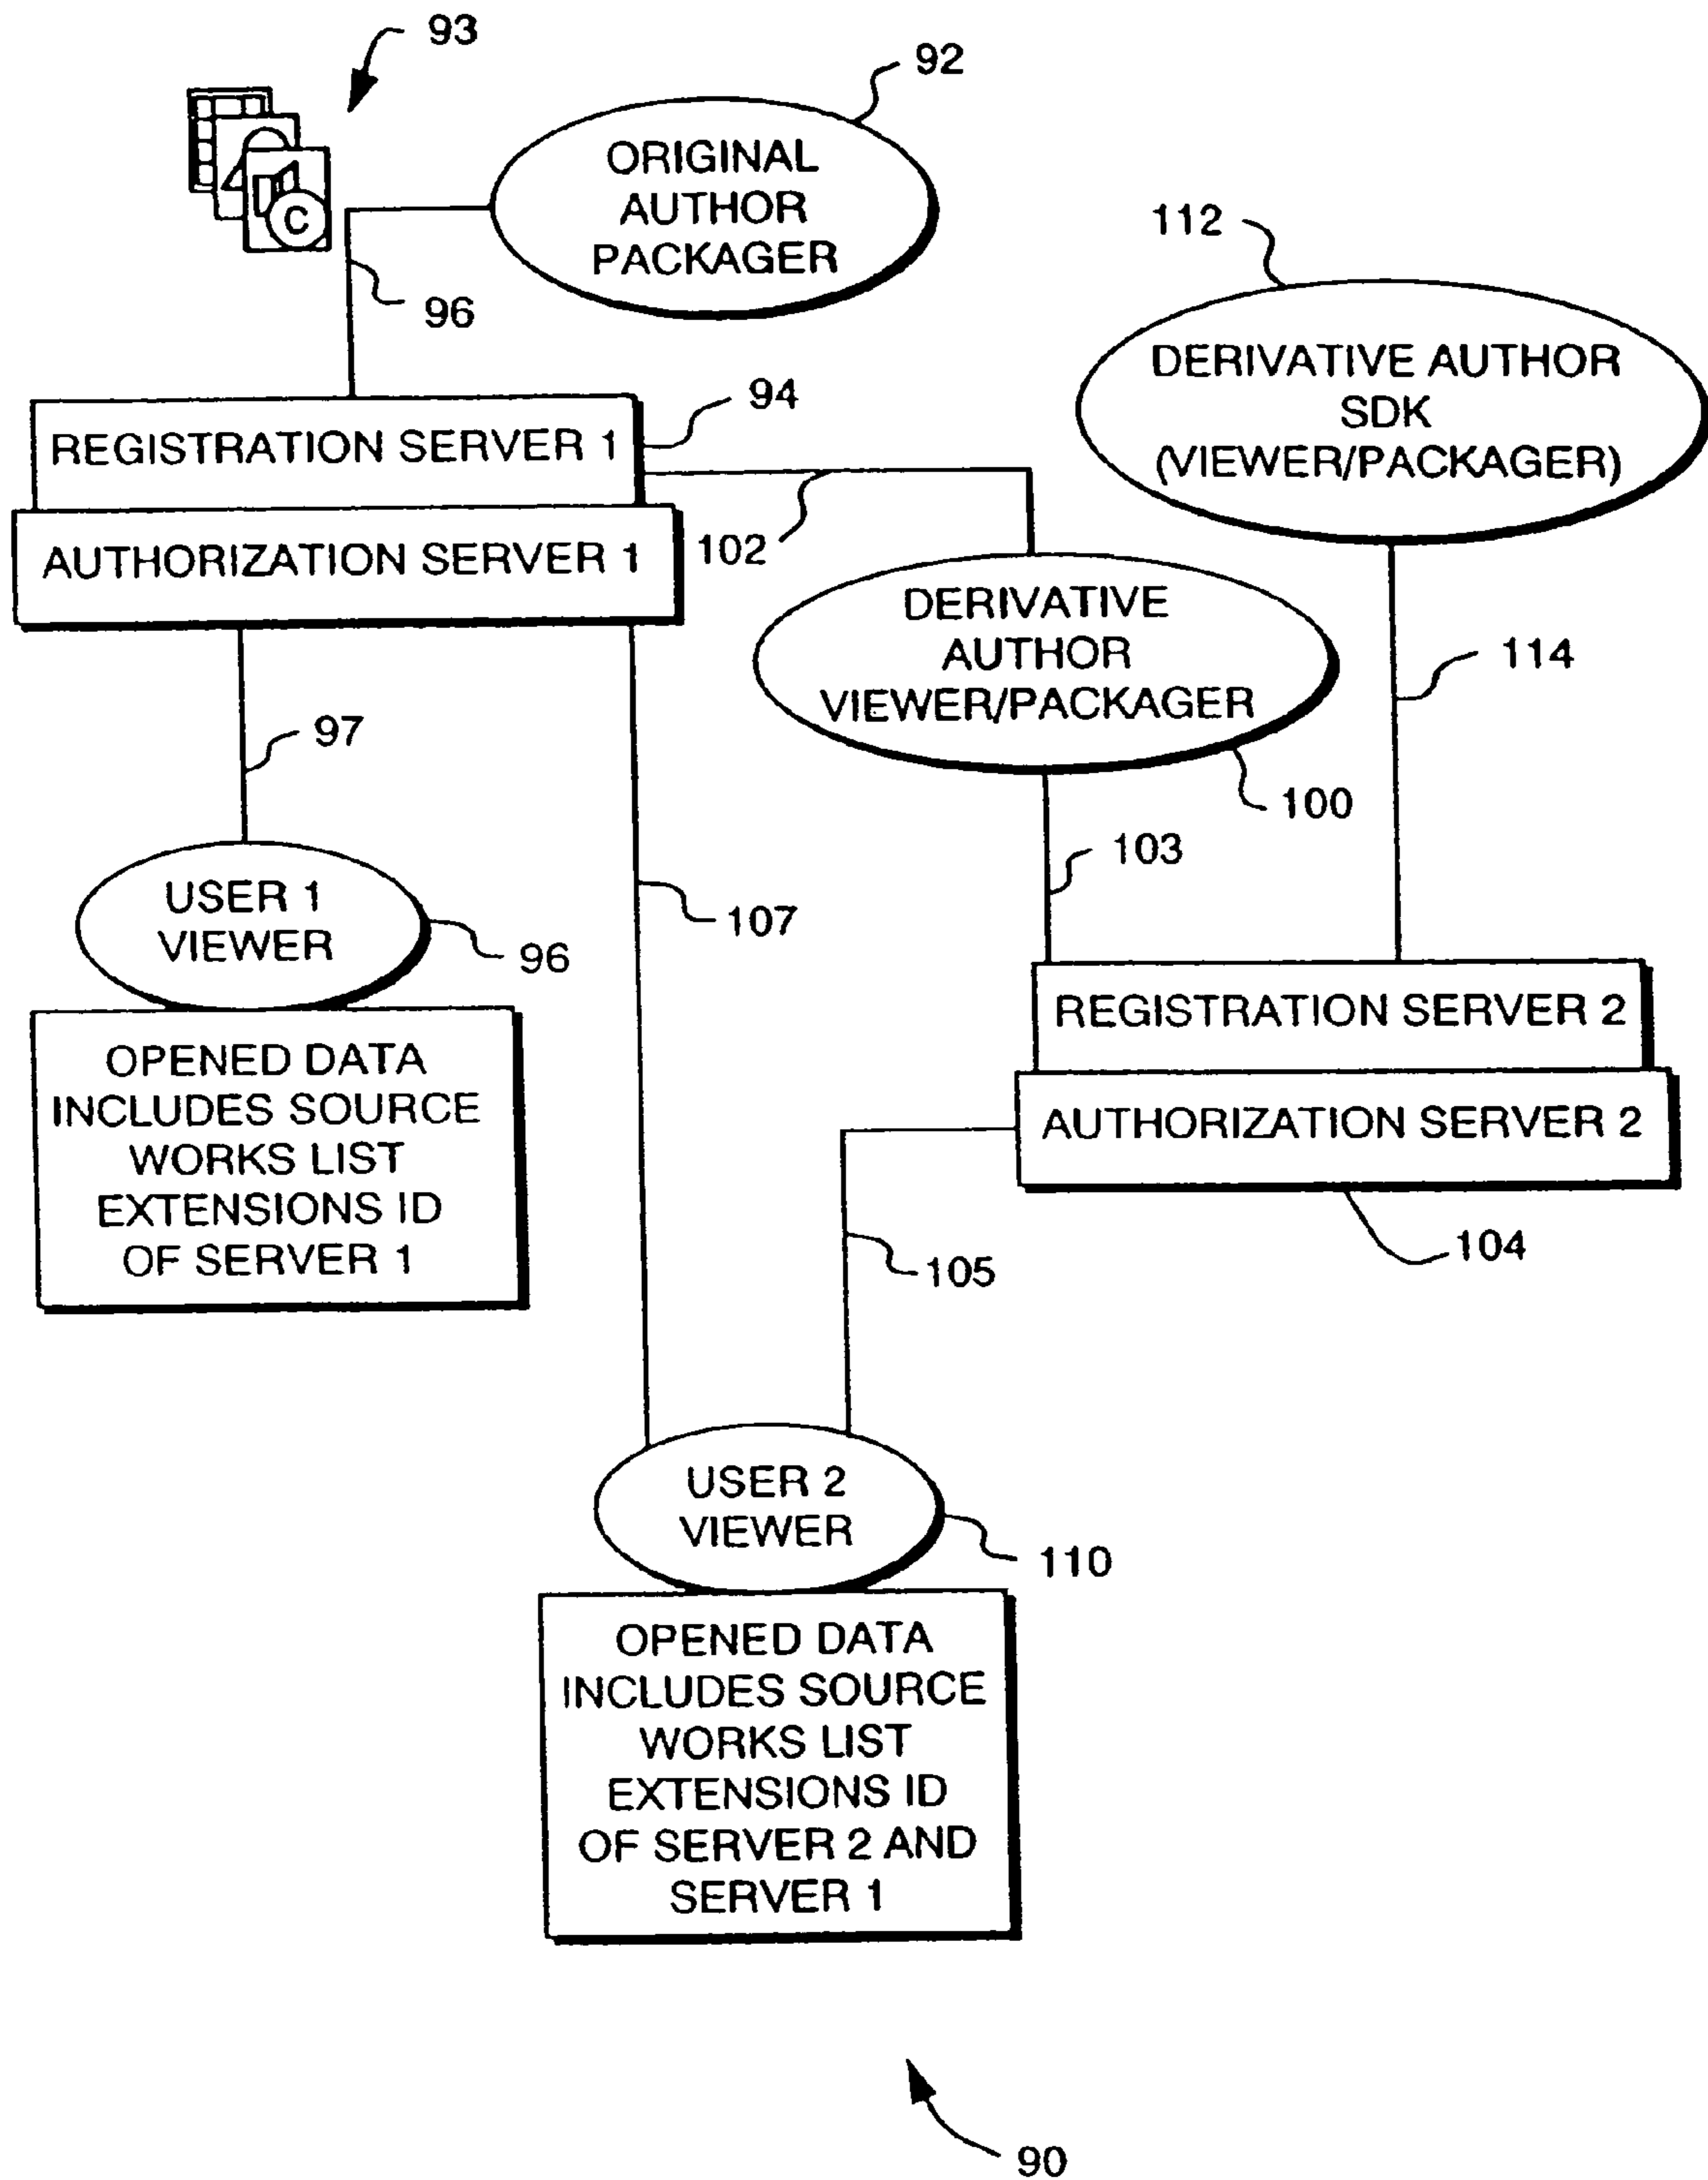 93
92
C
ORIGINAL
AUTHOR
PACKAGER
96
112
DERIVATIVE AUTHOR
SDK
(VIEWER/PACKAGER)
94
REGISTRATION SERVER 1
AUTHORIZATION SERVER 1
102
DERIVATIVE
AUTHOR
VIEWER/PACKAGER
100
114
97
103
107
USER 1
VIEWER
96
OPENED DATA
INCLUDES SOURCE
WORKS LIST
EXTENSIONS ID
OF SERVER 1
REGISTRATION SERVER 2
AUTHORIZATION SERVER 2
104
105
USER 2
VIEWER
110
OPENED DATA
INCLUDES SOURCE
WORKS LIST
EXTENSIONS ID
OF SERVER 2 AND
SERVER 1
90